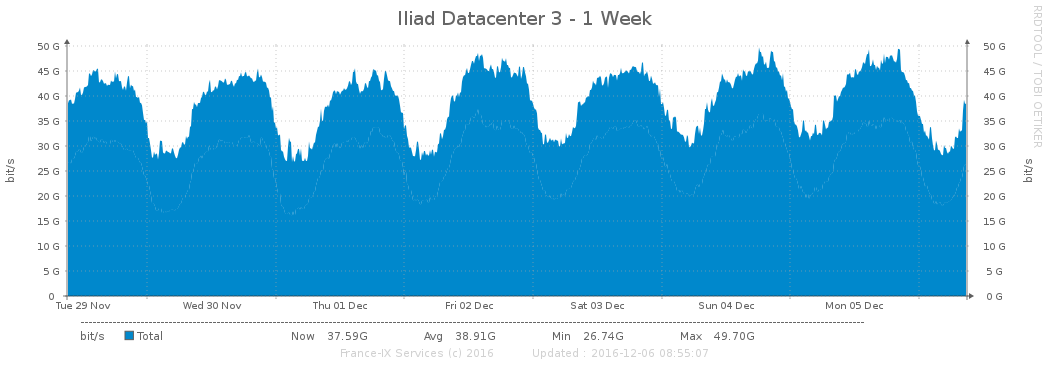 Iliad Datacenter 3 - 1 Week
RRDTOOL / TOBI OETIKER
50 G 50 G
45 G 45 G
40 G 40 G
35 G 35 G
30 G 30 G
25 G 25 G
20 G 20 G
15 G 15 G
10 G 10 G
5 G 5 G
0 0 G
bit/s bit/s
Tue 29 Nov Wed 30 Nov Thu 01 Dec Fri 02 Dec Sat 03 Dec Sun 04 Dec Mon 05 Dec
bit/s Total Now 37.59G Avg 38.91G Min 26.74G Max 49.70G
France-IX Services (c) 2016 Updated : 2016-12-06 08:55:07